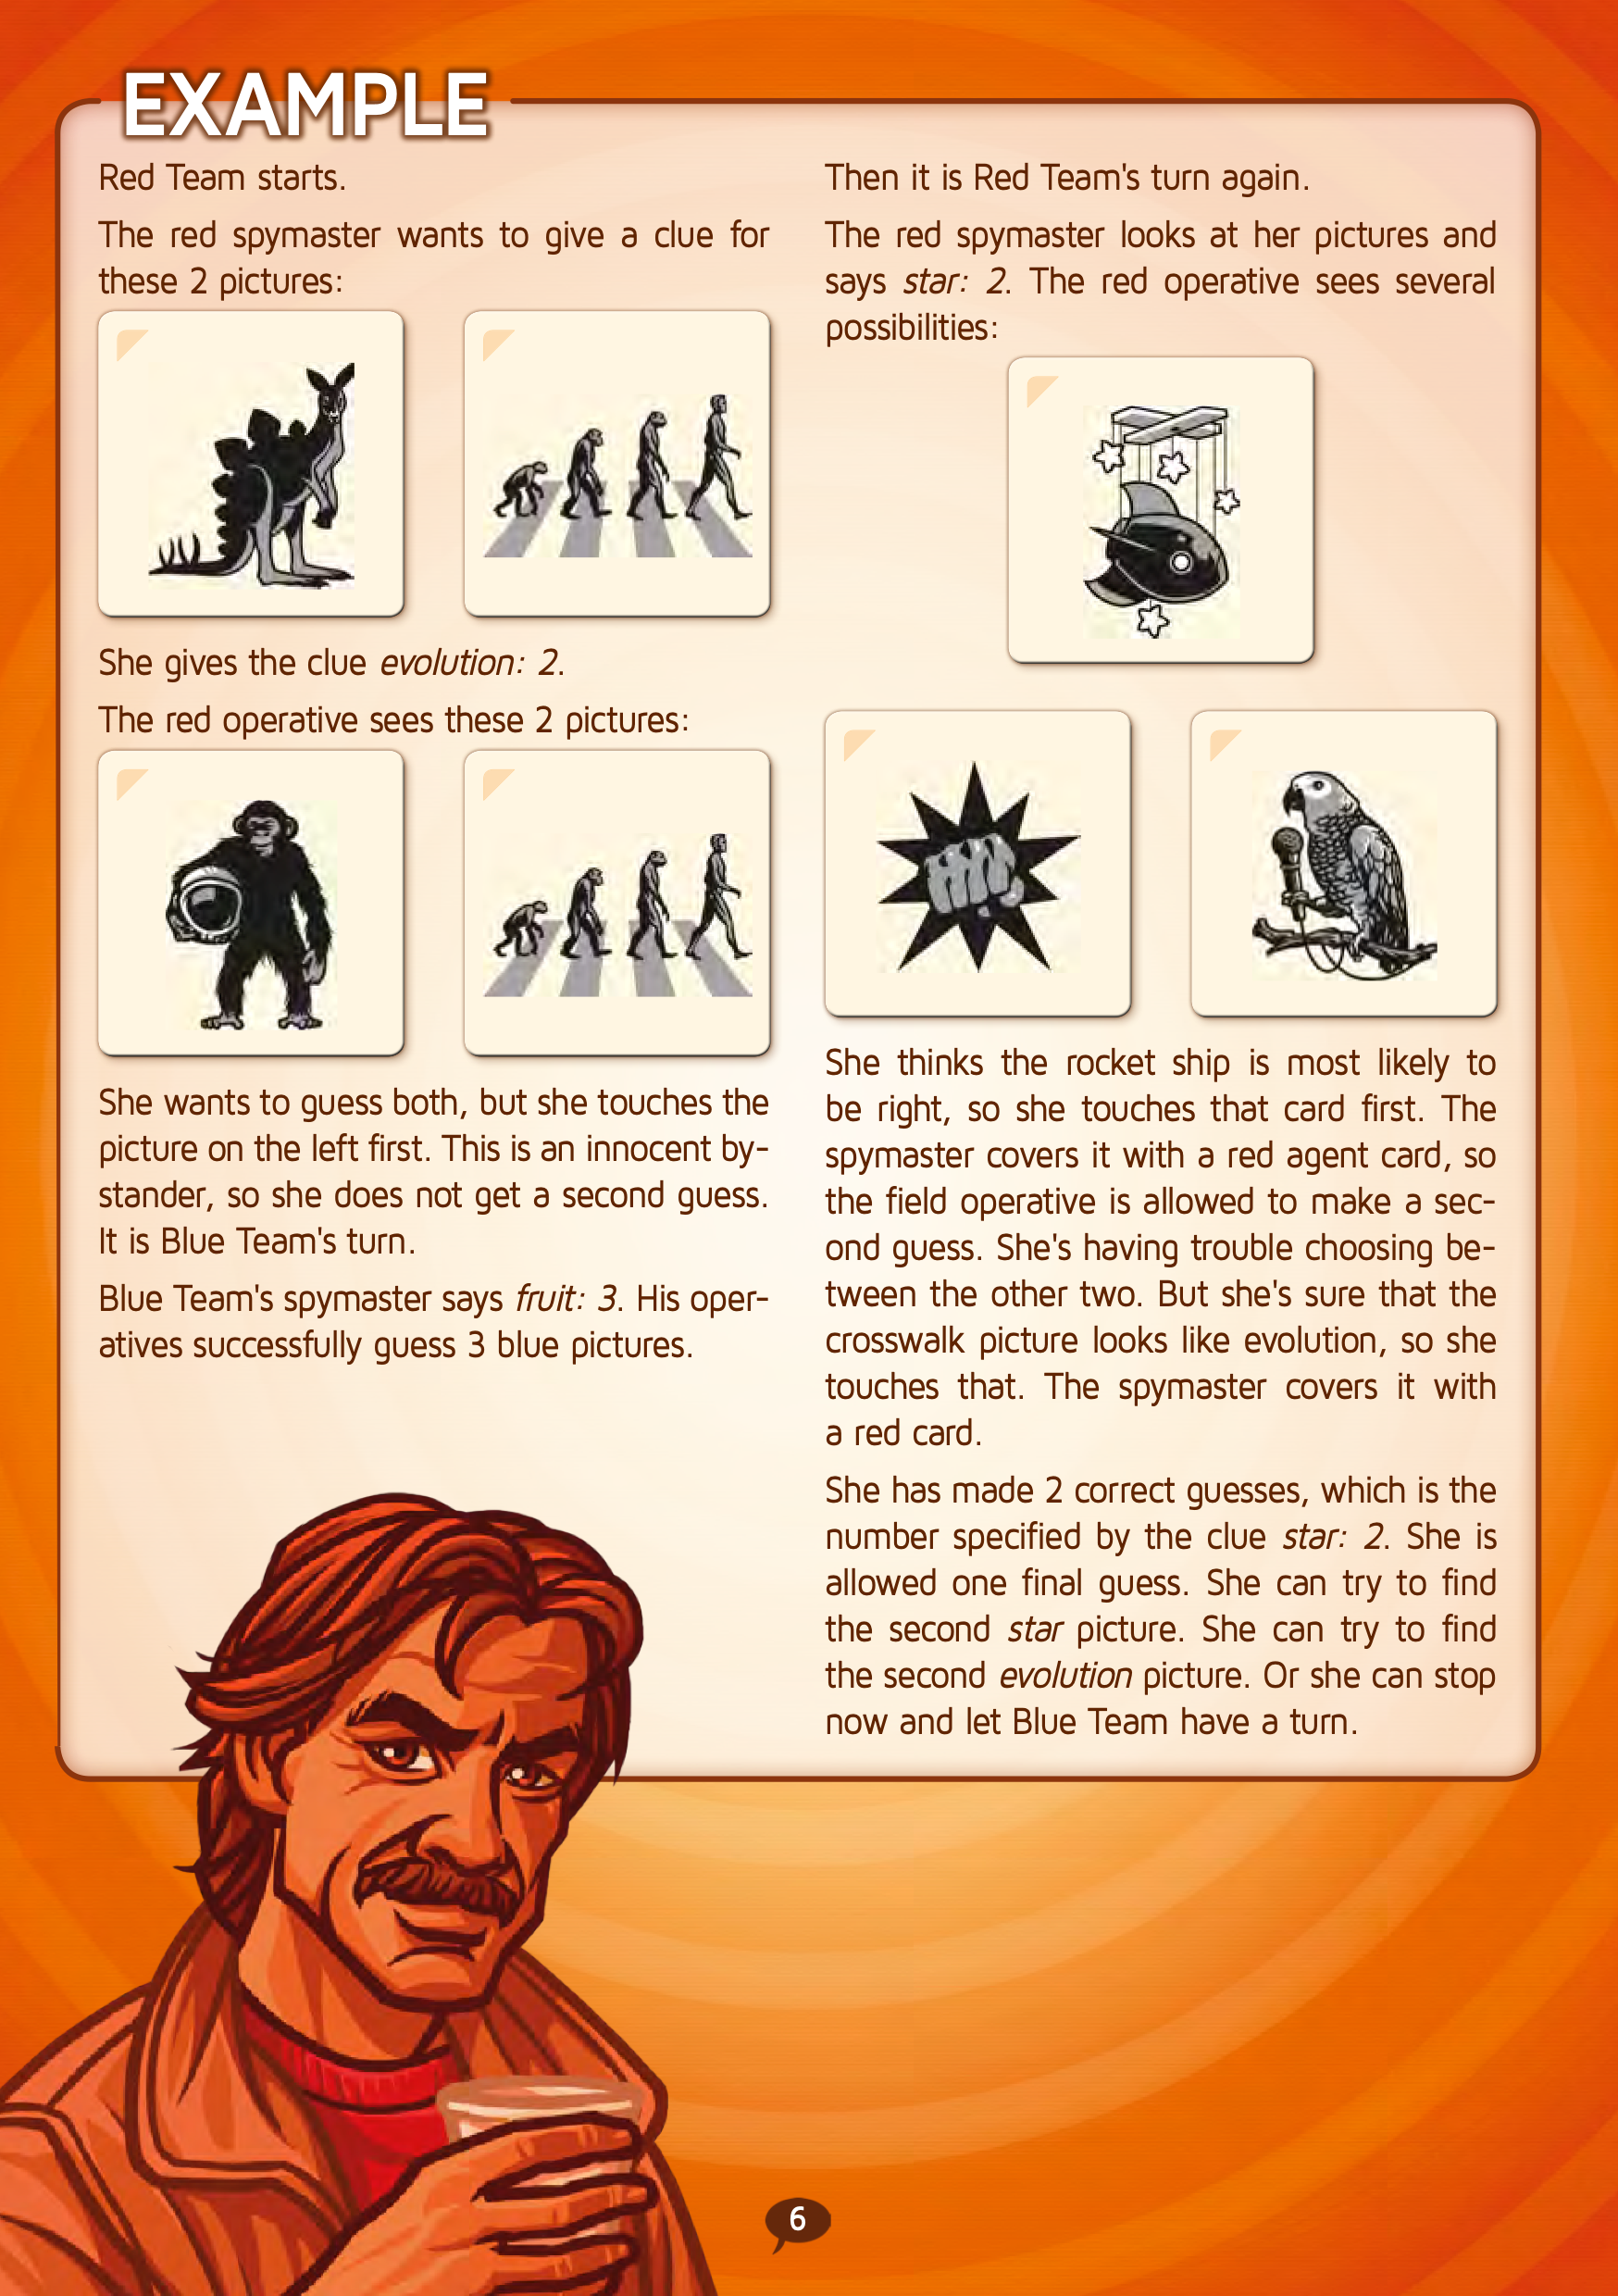 EXAMPLE
Red Team starts.
The red spymaster wants to give a clue for
these 2 pictures:
She gives the clue evolution: 2.
The red operative sees these 2 pictures:
She wants to guess both, but she touches the
picture on the left first. This is an innocent by-
stander, so she does not get a second guess.
It is Blue Team's turn.
Blue Team's spymaster says fruit: 3. His oper-
atives successfully guess 3 blue pictures.
Then it is Red Team's turn again.
The red spymaster looks at her pictures and
says star: 2. The red operative sees several
possibilities:
She thinks the rocket ship is most likely to
be right, so she touches that card first. The
spymaster covers it with a red agent card, so
the field operative is allowed to make a sec-
ond guess. She's having trouble choosing be-
tween the other two. But she's sure that the
crosswalk picture looks like evolution, so she
touches that. The spymaster covers it with
a red card.
She has made 2 correct guesses, which is the
number specified by the clue star: 2. She is
allowed one final guess. She can try to find
the second star picture. She can try to find
the second evolution picture. Or she can stop
now and let Blue Team have a turn.
6